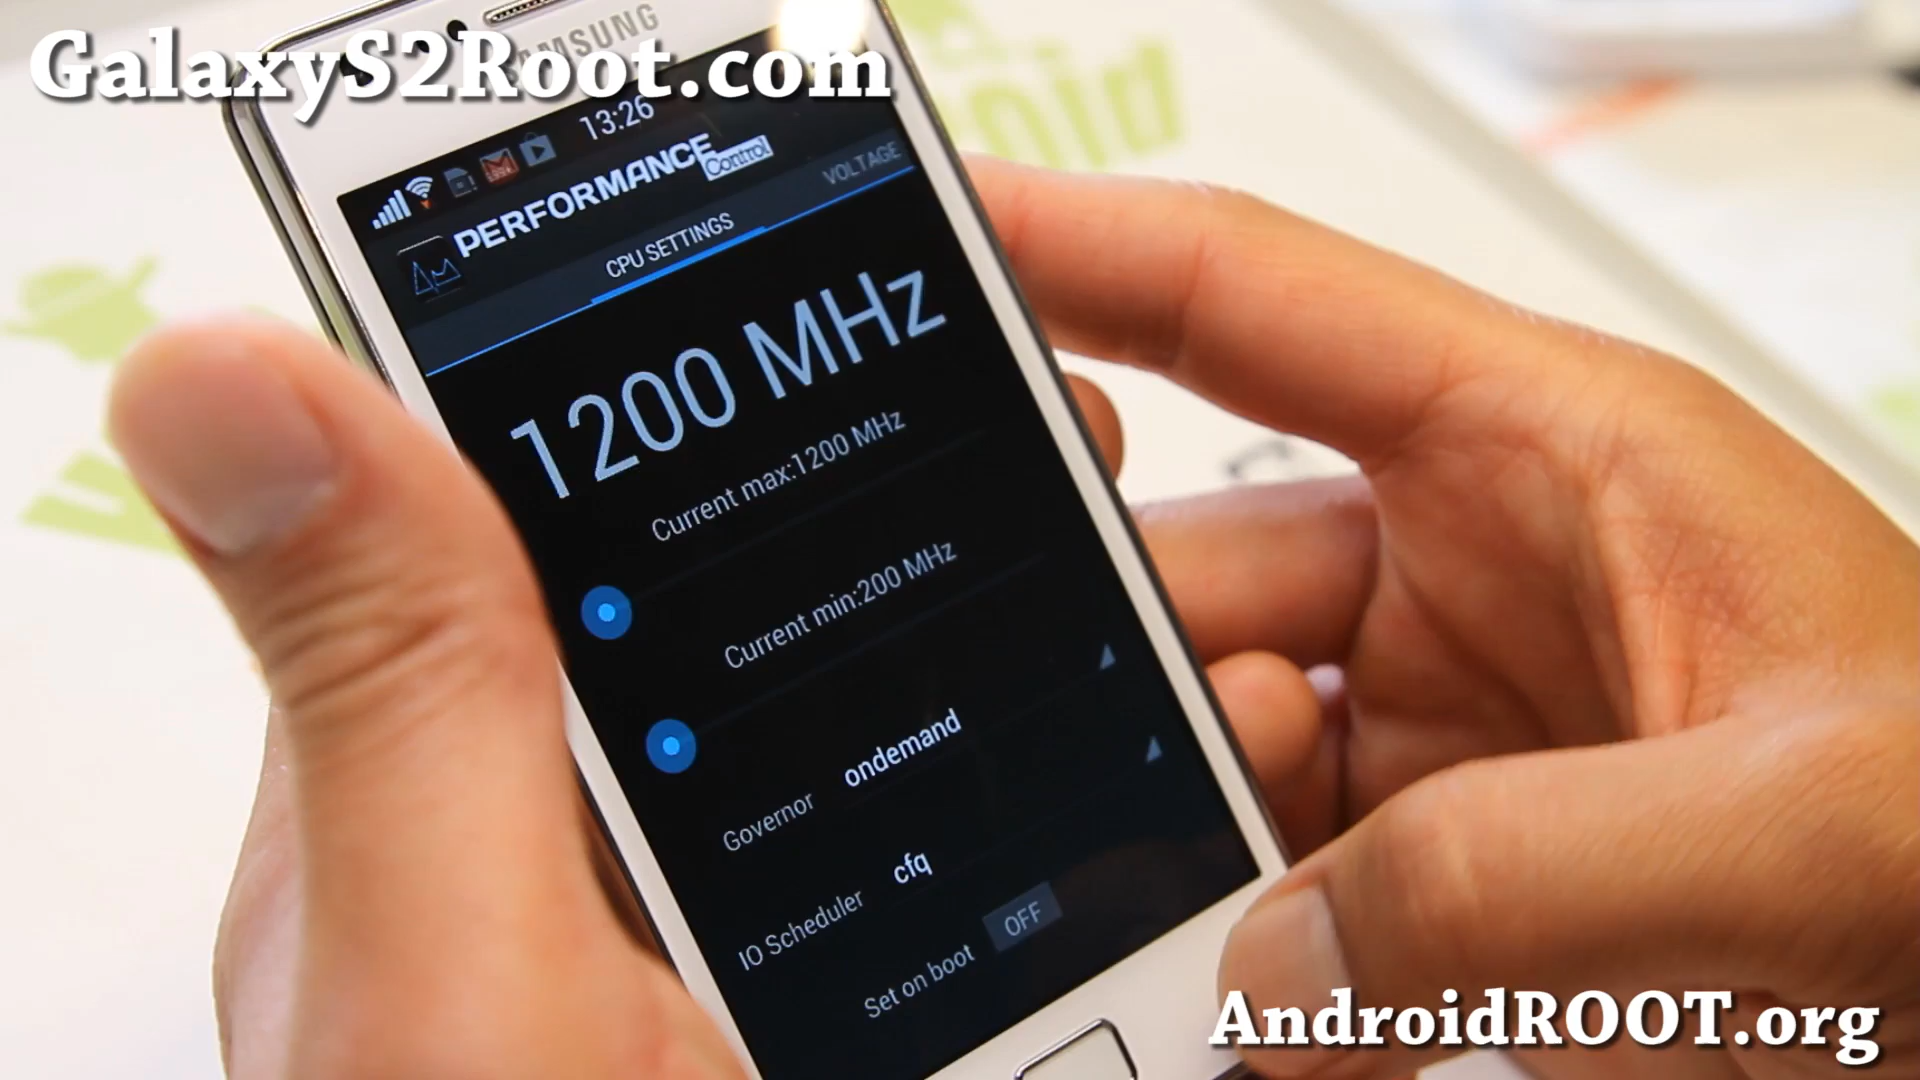 GalaxyS2Root.com
SAMSUNG
13:26
PERFORMANCE
Control
CPU SETTINGS
VOLTAGE
1200 MHz
Current max:1200 MHz
Current min:200 MHz
Governor ondemand
IO Scheduler cfq
Set on boot OFF
AndroidROOT.org